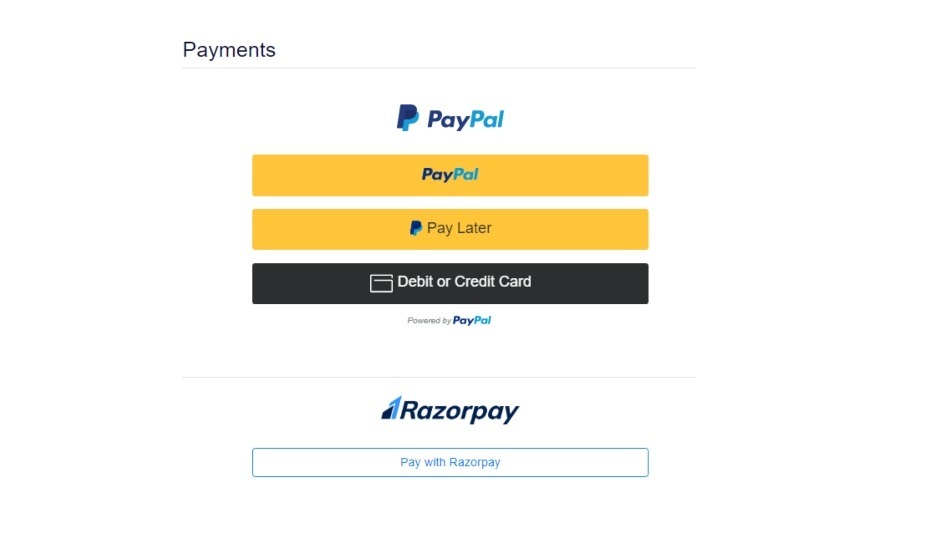 Payments
PayPal
PayPal
Pay Later
Debit or Credit Card
Powered by PayPal
Razorpay
Pay with Razorpay